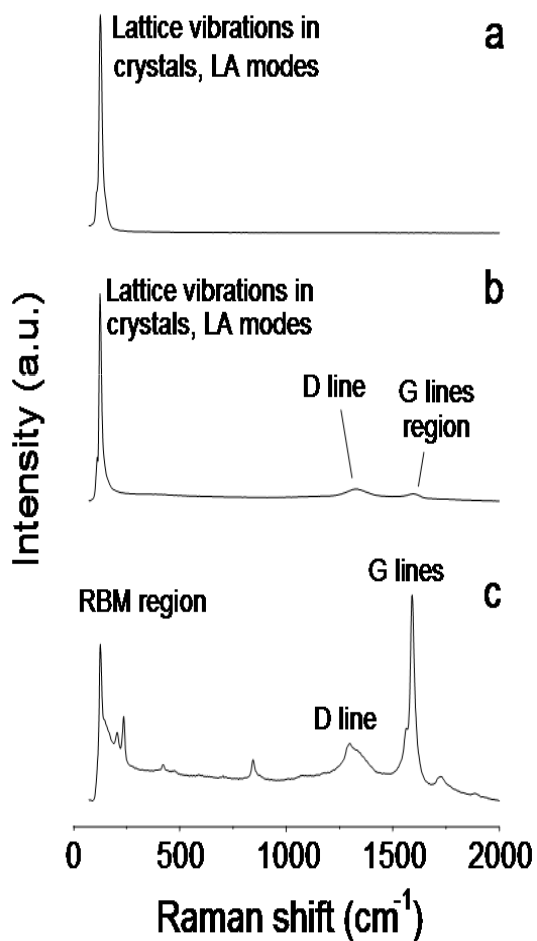 Lattice vibrations in
crystals, LA modes
a
Lattice vibrations in
crystals, LA modes
b
D line
G lines
region
G lines
RBM region
c
D line
Intensity (a.u.)
0 500 1000 1500 2000
Raman shift (cm⁻¹)